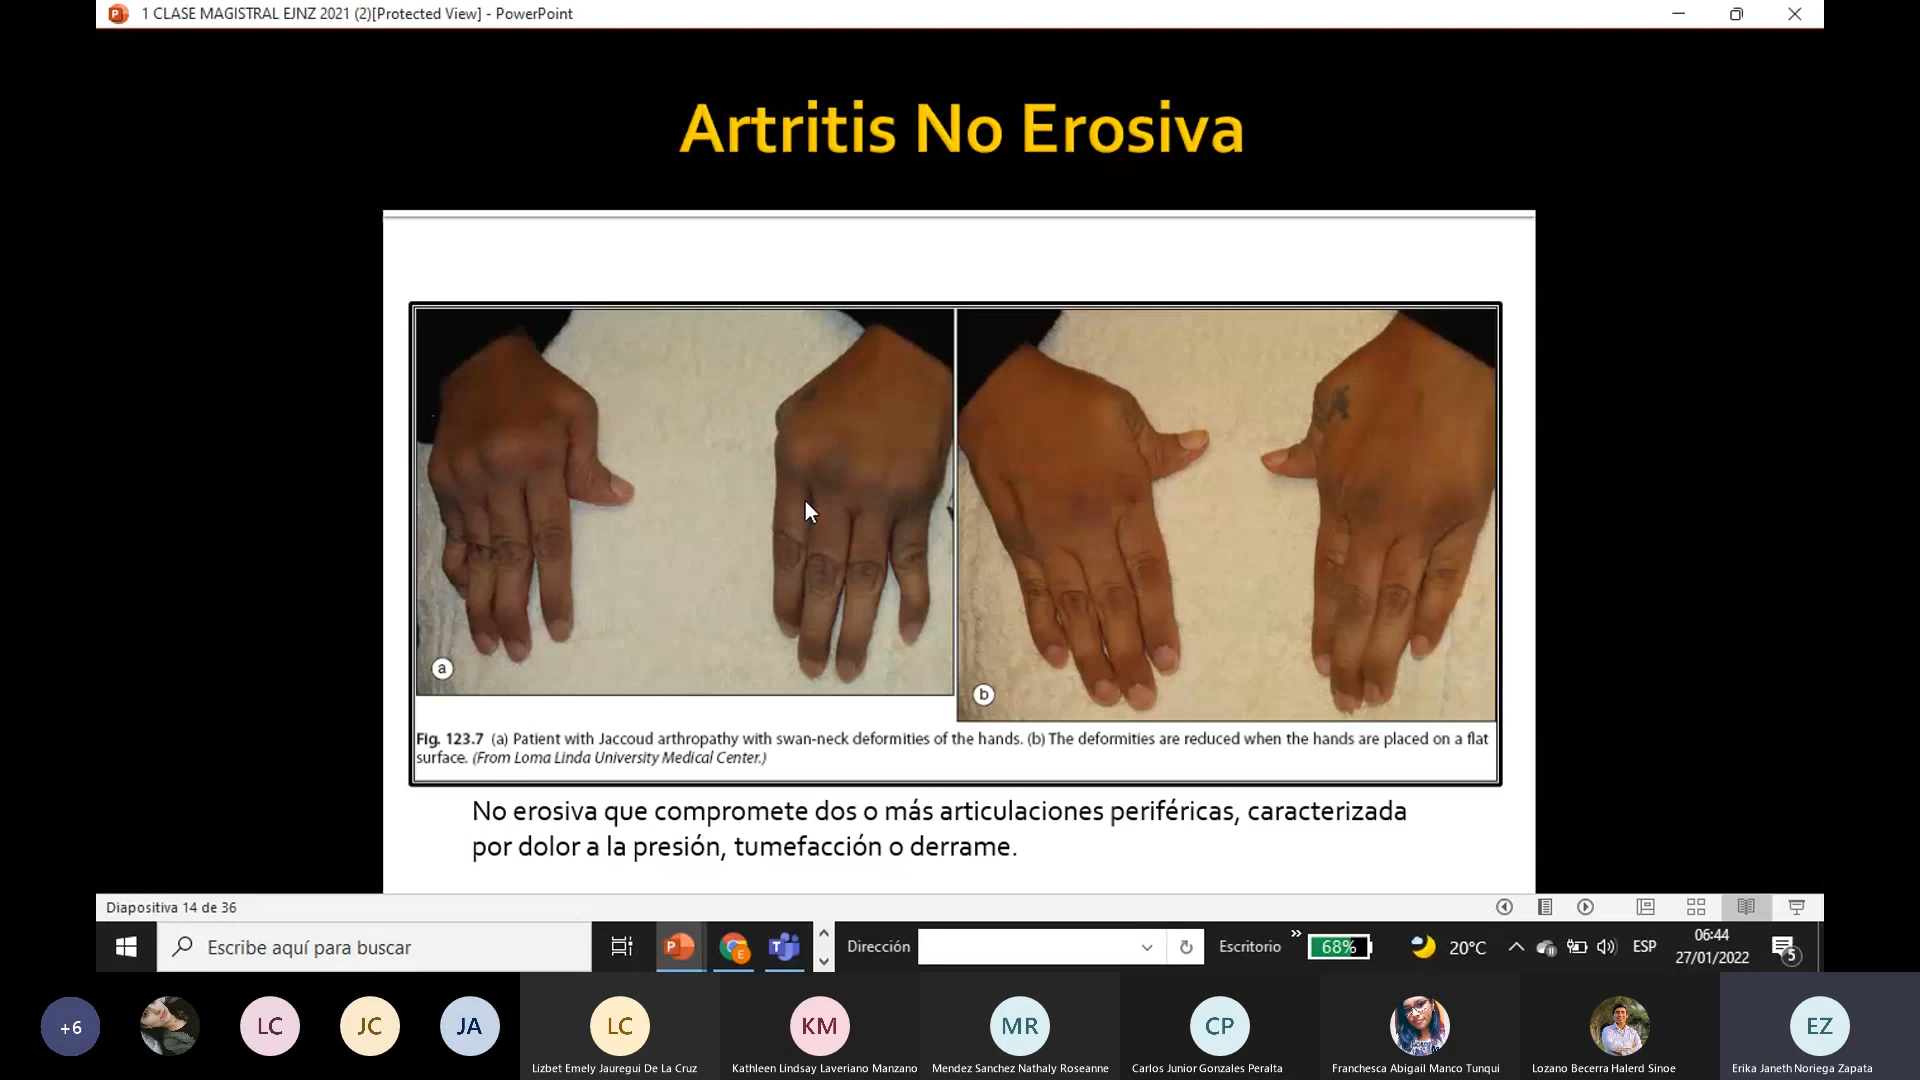 1 CLASE MAGISTRAL EJNZ 2021 (2)[Protected View] - PowerPoint
Artritis No Erosiva
a
b
Fig. 123.7 (a) Patient with Jaccoud arthropathy with swan-neck deformities of the hands. (b) The deformities are reduced when the hands are placed on a flat
surface. (From Loma Linda University Medical Center.)
No erosiva que compromete dos o más articulaciones periféricas, caracterizada
por dolor a la presión, tumefacción o derrame.
Diapositiva 14 de 36
Escribe aquí para buscar
Dirección
Escritorio
68%
20°C
ESP
06:44
27/01/2022
5
+6
LC
JC
JA
LC
KM
MR
CP
EZ
Lizbet Emely Jauregui De La Cruz
Kathleen Lindsay Laveriano Manzano
Mendez Sanchez Nathaly Roseanne
Carlos Junior Gonzales Peralta
Franchesca Abigail Manco Tunqui
Lozano Becerra Halerd Sinoe
Erika Janeth Noriega Zapata